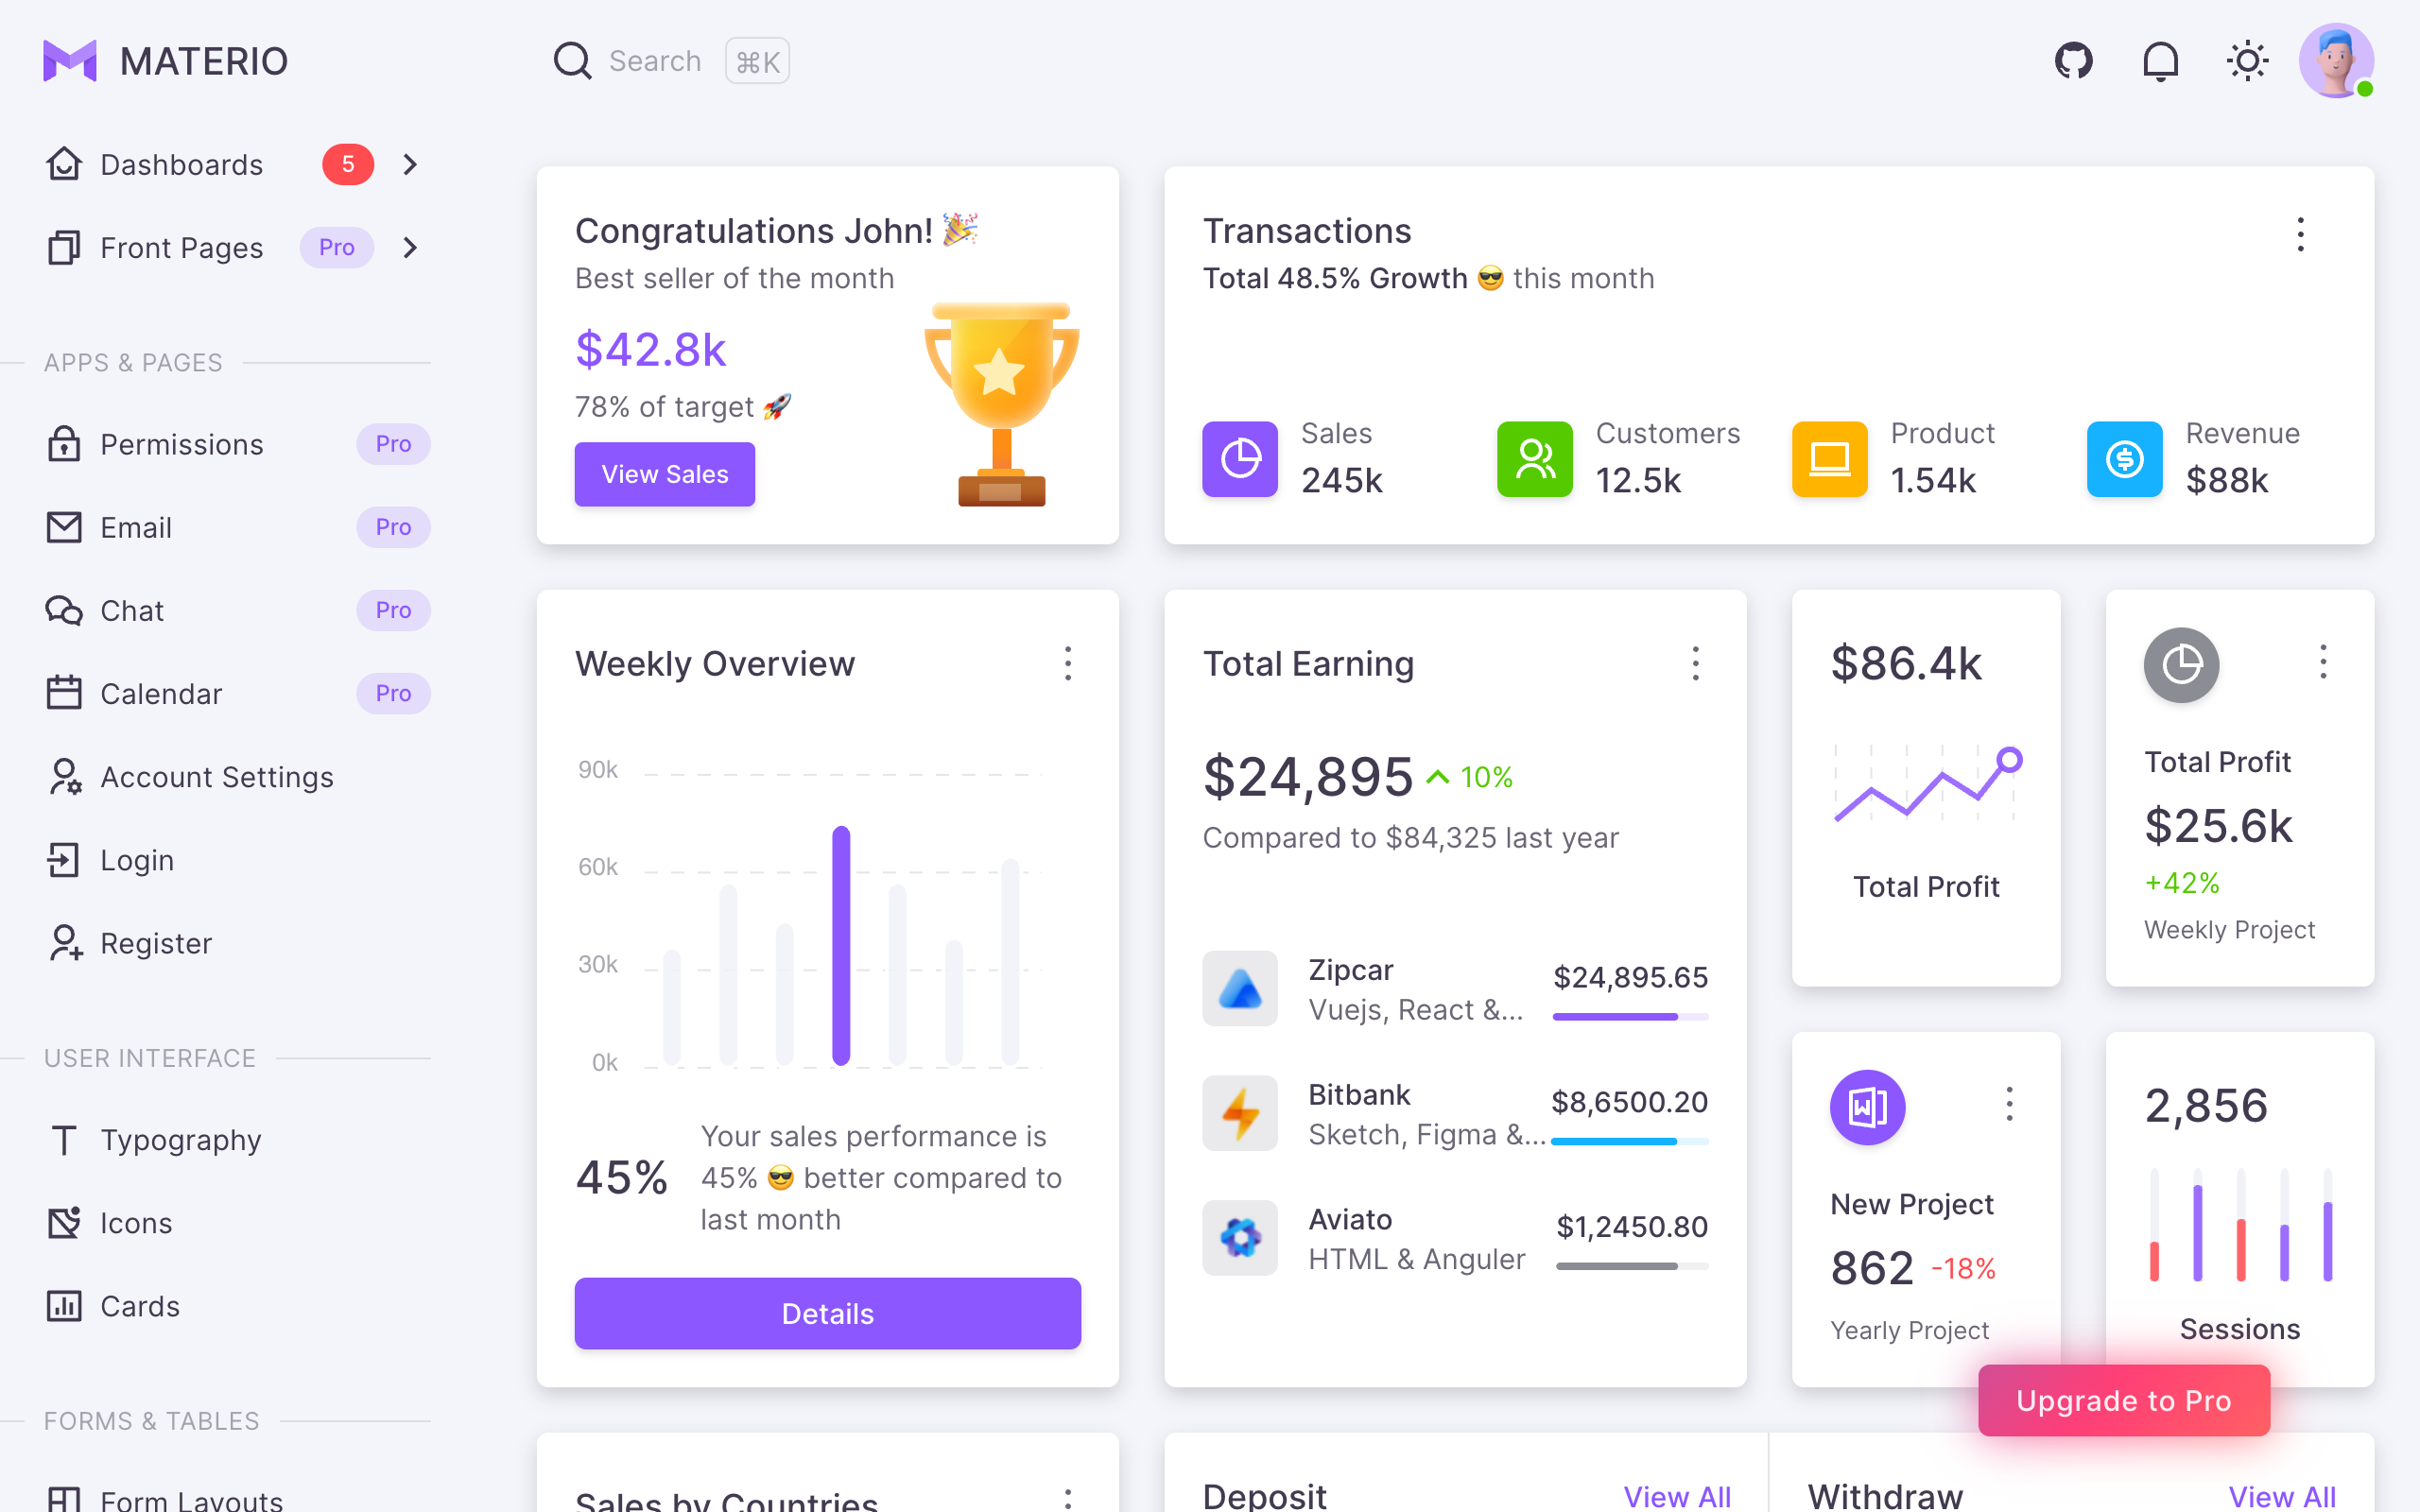 MATERIO
Search ⌘K
Dashboards 5
Front Pages Pro
APPS & PAGES
Permissions Pro
Email Pro
Chat Pro
Calendar Pro
Account Settings
Login
Register
USER INTERFACE
Typography
Icons
Cards
FORMS & TABLES
Form Layouts
Congratulations John! 🎉
Best seller of the month
$42.8k
78% of target 🚀
View Sales
Transactions
Total 48.5% Growth 😎 this month
Sales
245k
Customers
12.5k
Product
1.54k
Revenue
$88k
Weekly Overview
90k
60k
30k
0k
45%
Your sales performance is
45% 😎 better compared to
last month
Details
Total Earning
$24,895 10%
Compared to $84,325 last year
Zipcar
Vuejs, React &...
$24,895.65
Bitbank
Sketch, Figma &...
$8,6500.20
Aviato
HTML & Anguler
$1,2450.80
$86.4k
Total Profit
Total Profit
$25.6k
+42%
Weekly Project
New Project
862 -18%
Yearly Project
2,856
Sessions
Upgrade to Pro
Sales by Countries
Deposit
View All
Withdraw
View All